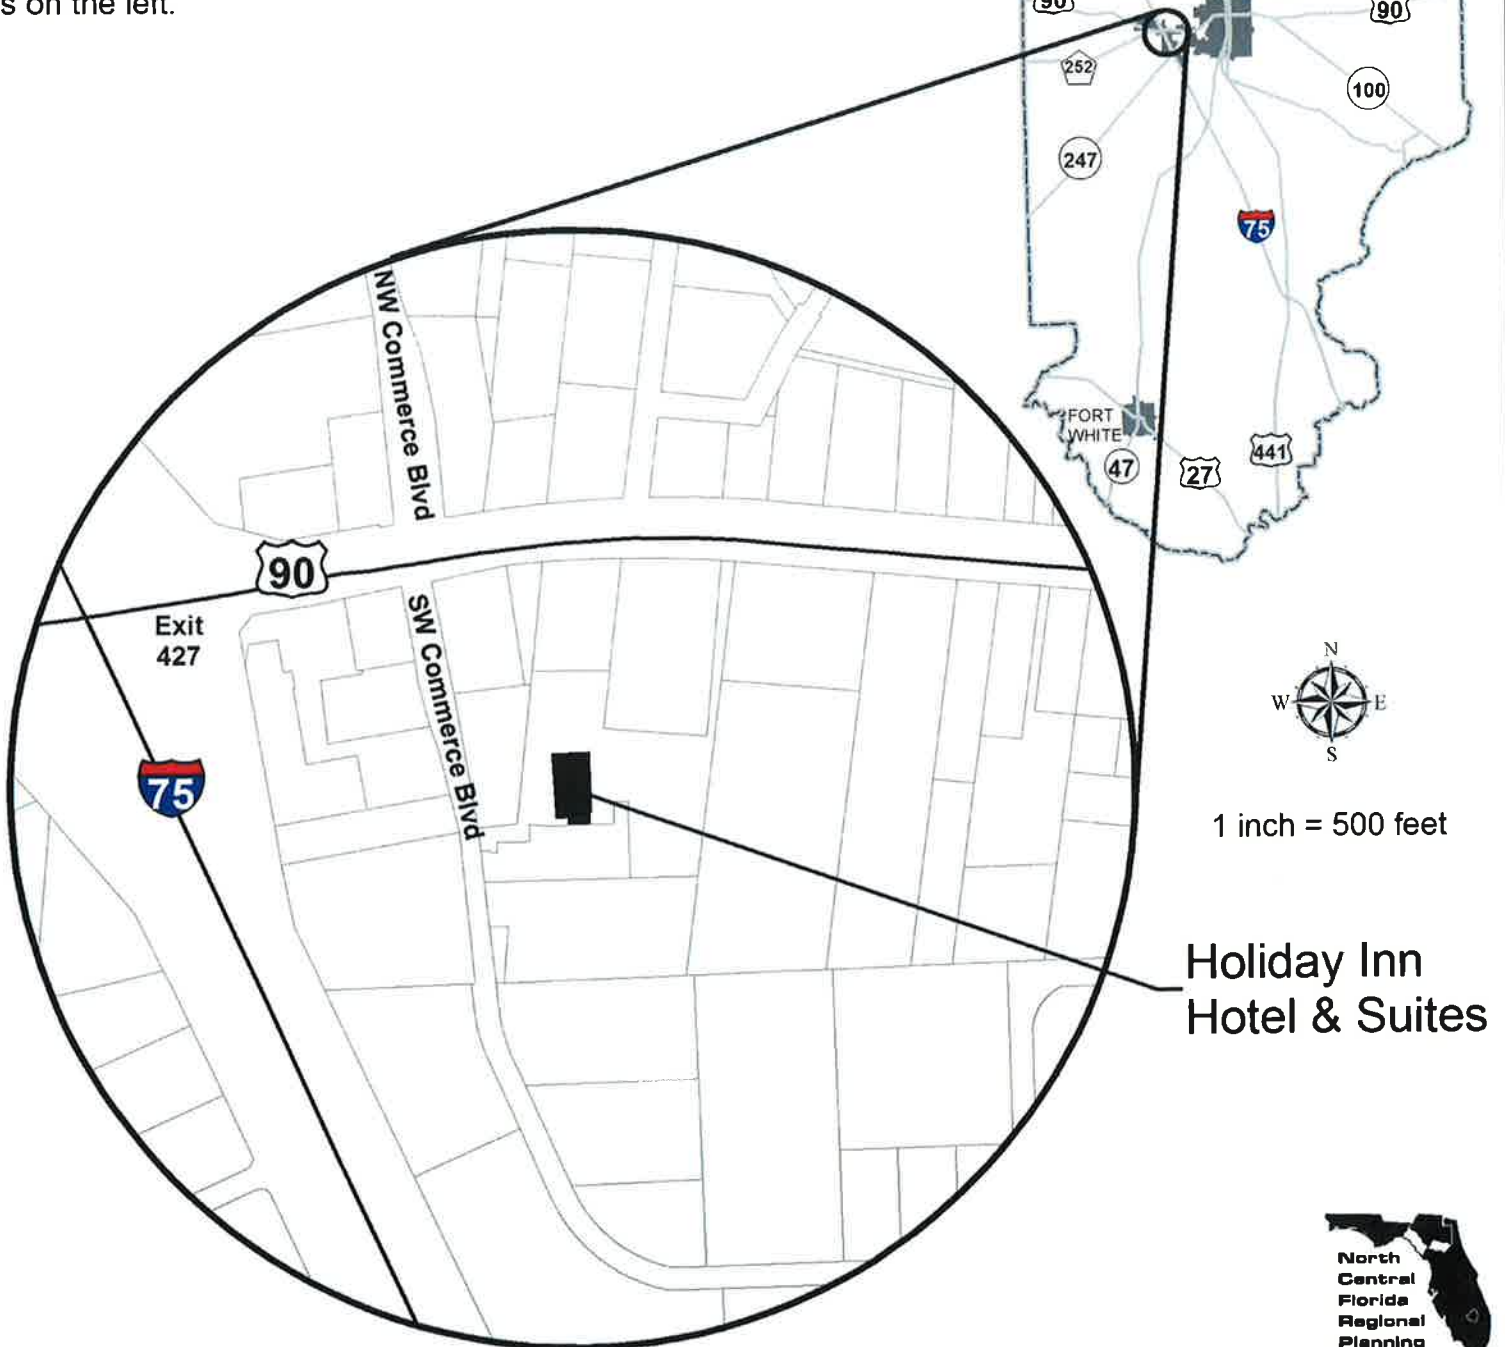 s on the left.
90
90
252
100
247
75
FORT
WHITE
47
27
441
NW Commerce Blvd
90
Exit
427
SW Commerce Blvd
75
N
W
E
S
1 inch = 500 feet
Holiday Inn
Hotel & Suites
North
Central
Florida
Regional
Planning